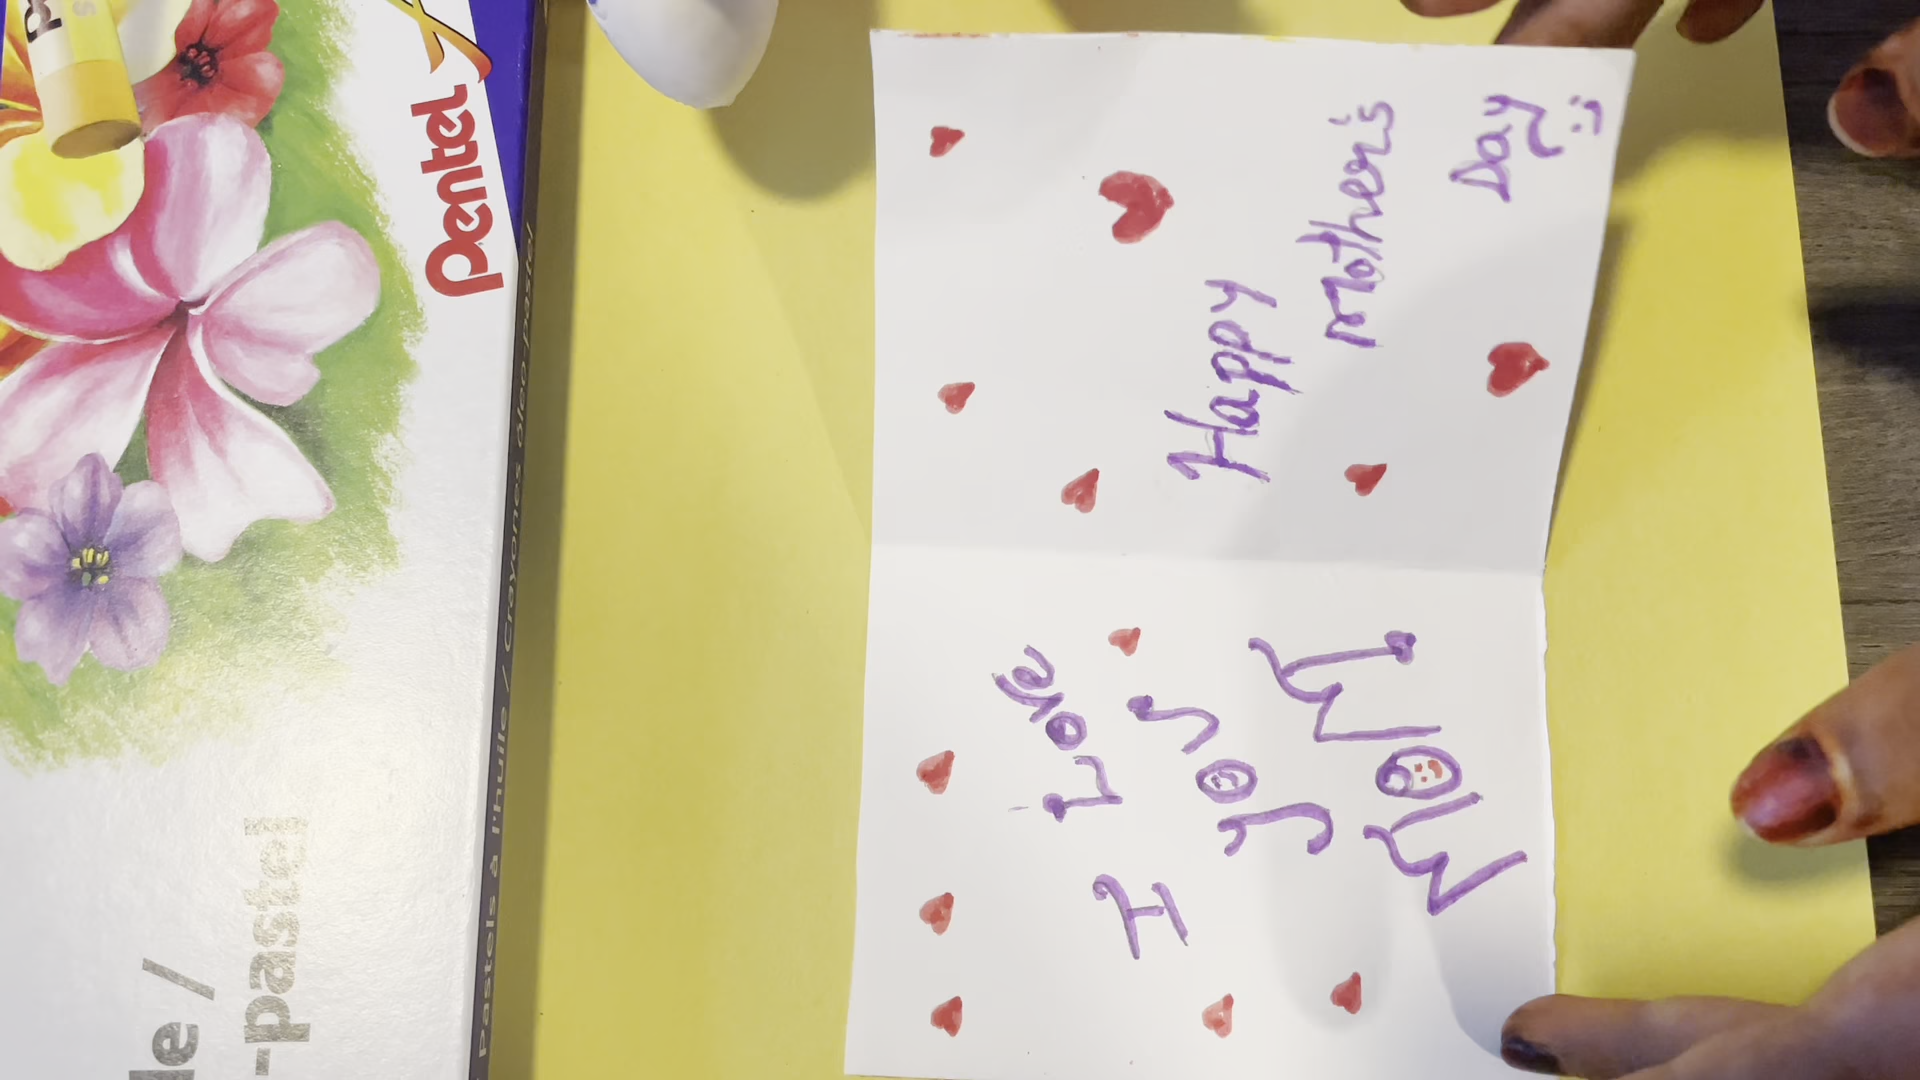 pentel
le /
-pastel
Pastels à l'huile / Crayones óleo pastel
I Love
YOU
MOM
Happy
Mother's
Day :)